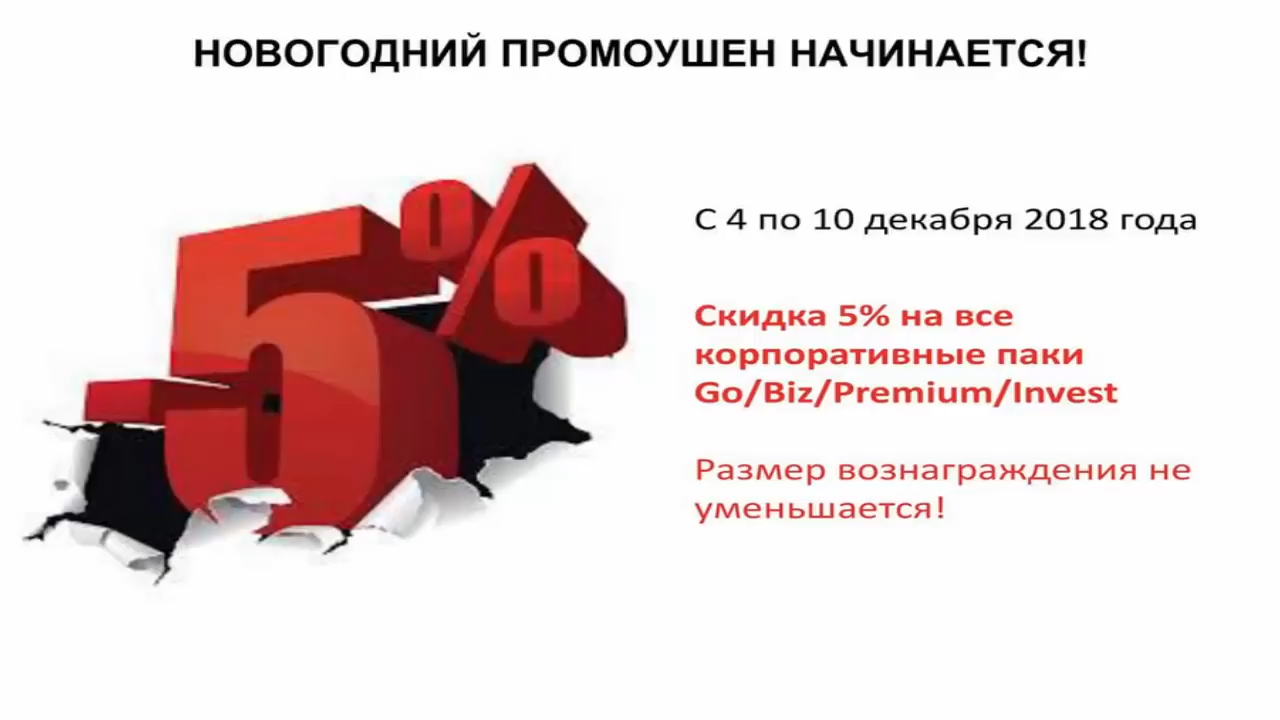 НОВОГОДНИЙ ПРОМОУШЕН НАЧИНАЕТСЯ!
5%
С 4 по 10 декабря 2018 года
Скидка 5% на все
корпоративные паки
Go/Biz/Premium/Invest
Размер вознаграждения не
уменьшается!